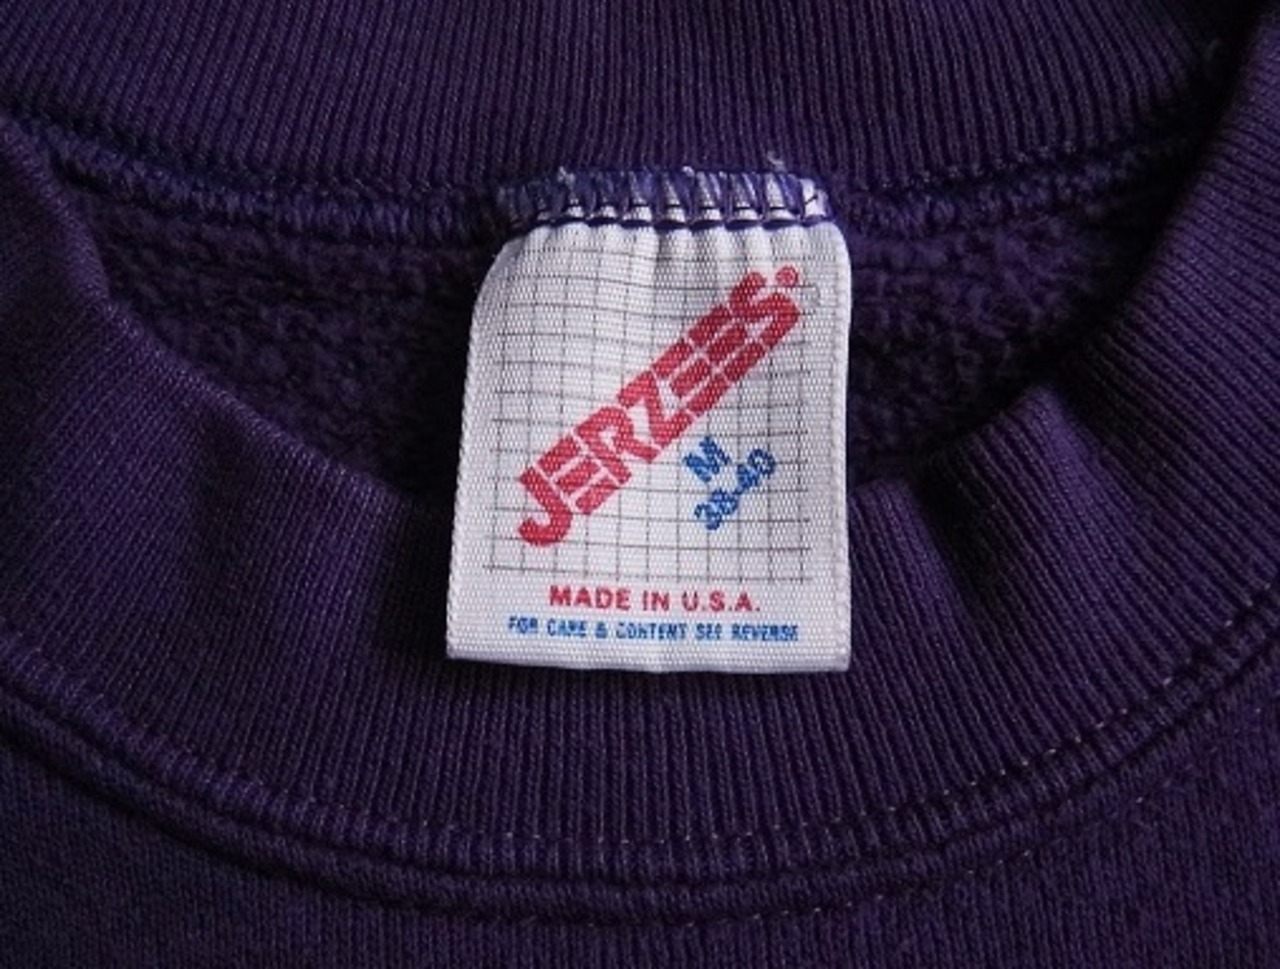 JERZEES®
M
38-40
MADE IN U.S.A.
FOR CARE & CONTENT SEE REVERSE